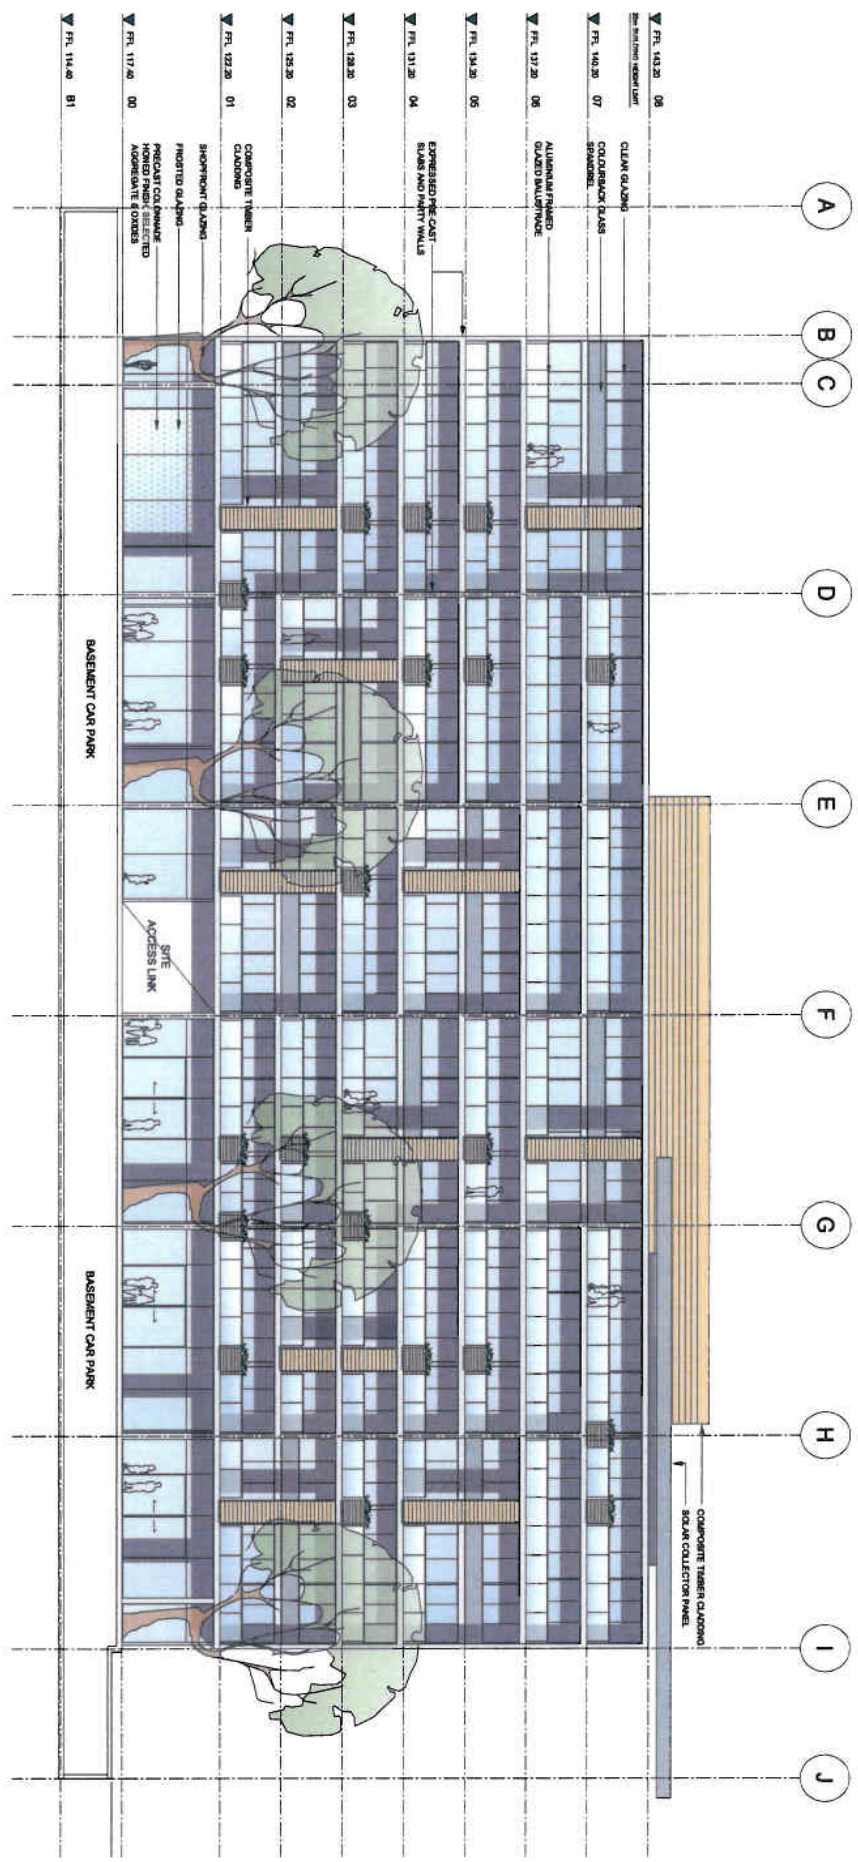 A
B
C
D
E
F
G
H
I
J
FFL 143.20 08
25m BUILDING HEIGHT LIMIT
FFL 140.20 07
FFL 137.20 06
FFL 134.20 05
FFL 131.20 04
FFL 128.20 03
FFL 125.20 02
FFL 122.20 01
FFL 117.40 00
FFL 114.40 B1
CLEAR GLAZING
COLOURBACK GLASS
SPANDREL
ALUMINIUM FRAMED
GLAZED BALUSTRADE
EXPRESSED PRE-CAST
SLABS AND PARTY WALLS
COMPOSITE TIMBER
CLADDING
SHOPFRONT GLAZING
FROSTED GLAZING
PRECAST COLONNADE
HONED FINISH, SELECTED
AGGREGATE & OXIDES
COMPOSITE TIMBER CLADDING
SOLAR COLLECTOR PANEL
SITE
ACCESS LINK
BASEMENT CAR PARK
BASEMENT CAR PARK